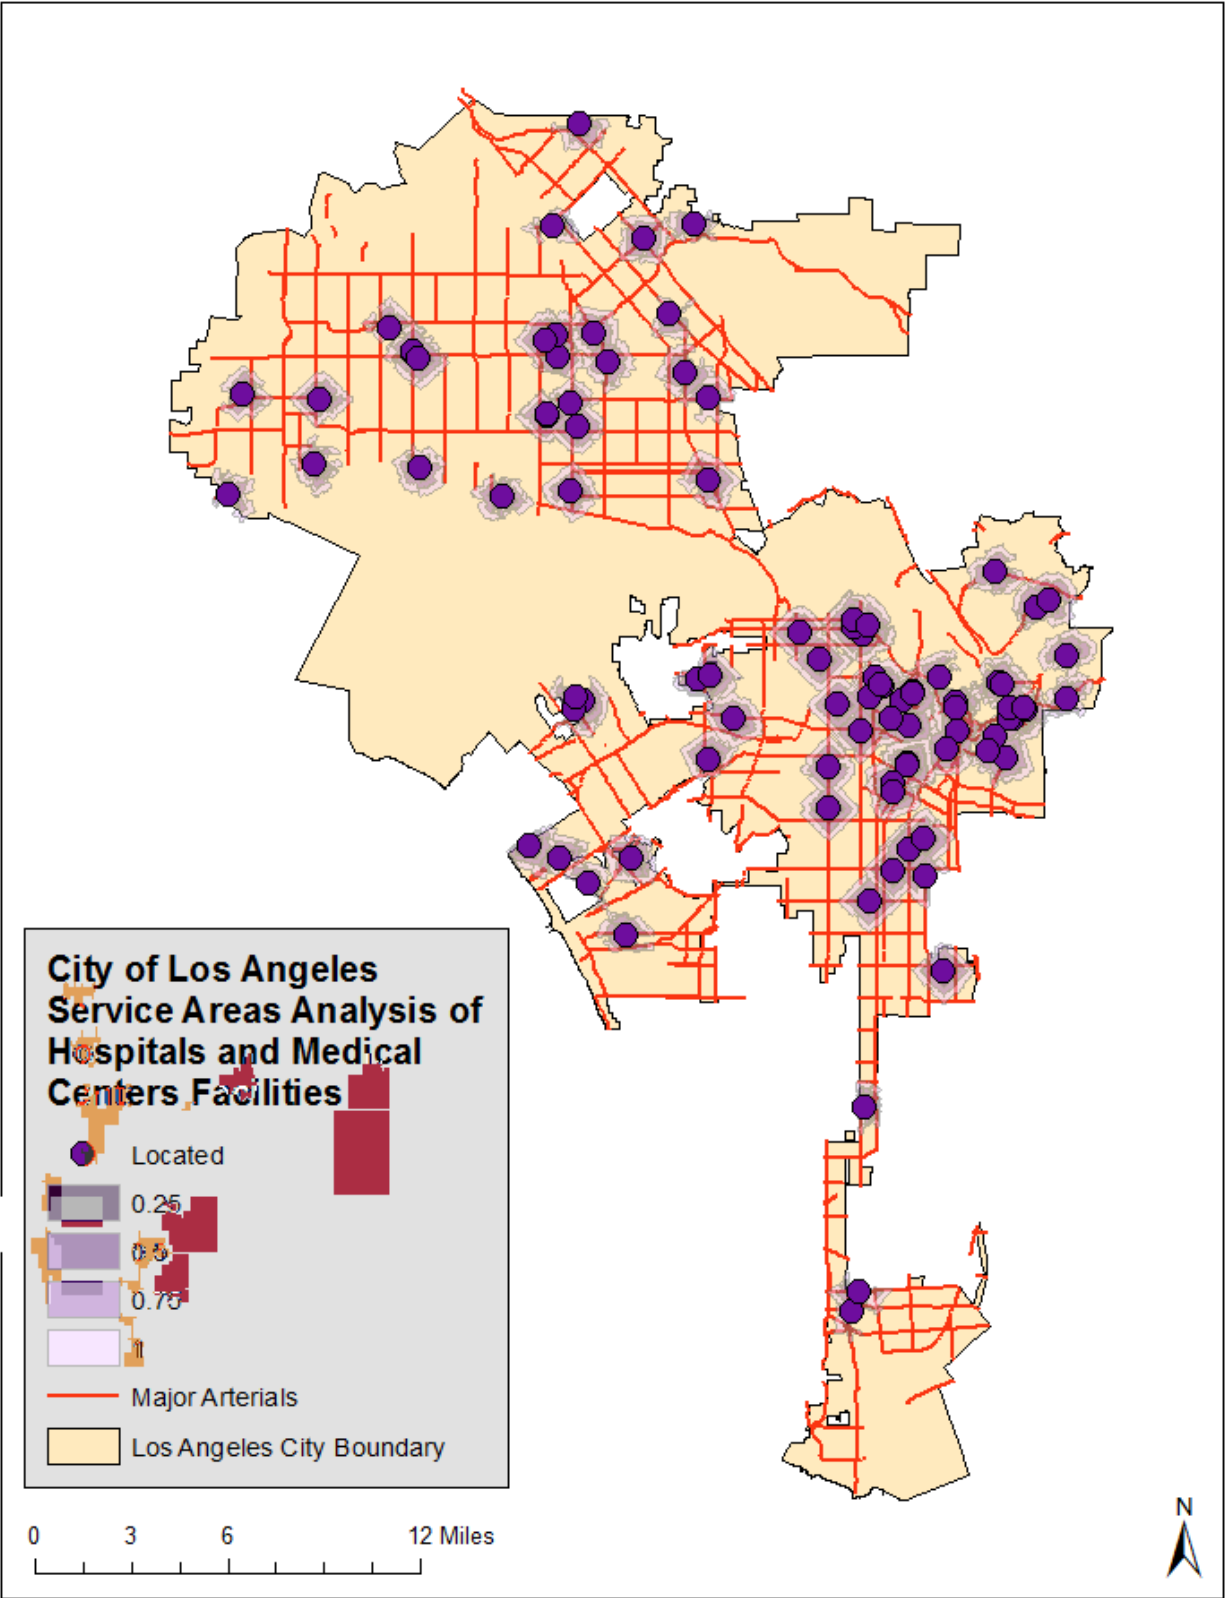 City of Los Angeles
Service Areas Analysis of
Hospitals and Medical
Centers Facilities
Located
0.25
0.5
0.75
1
Major Arterials
Los Angeles City Boundary
0 3 6 12 Miles
N